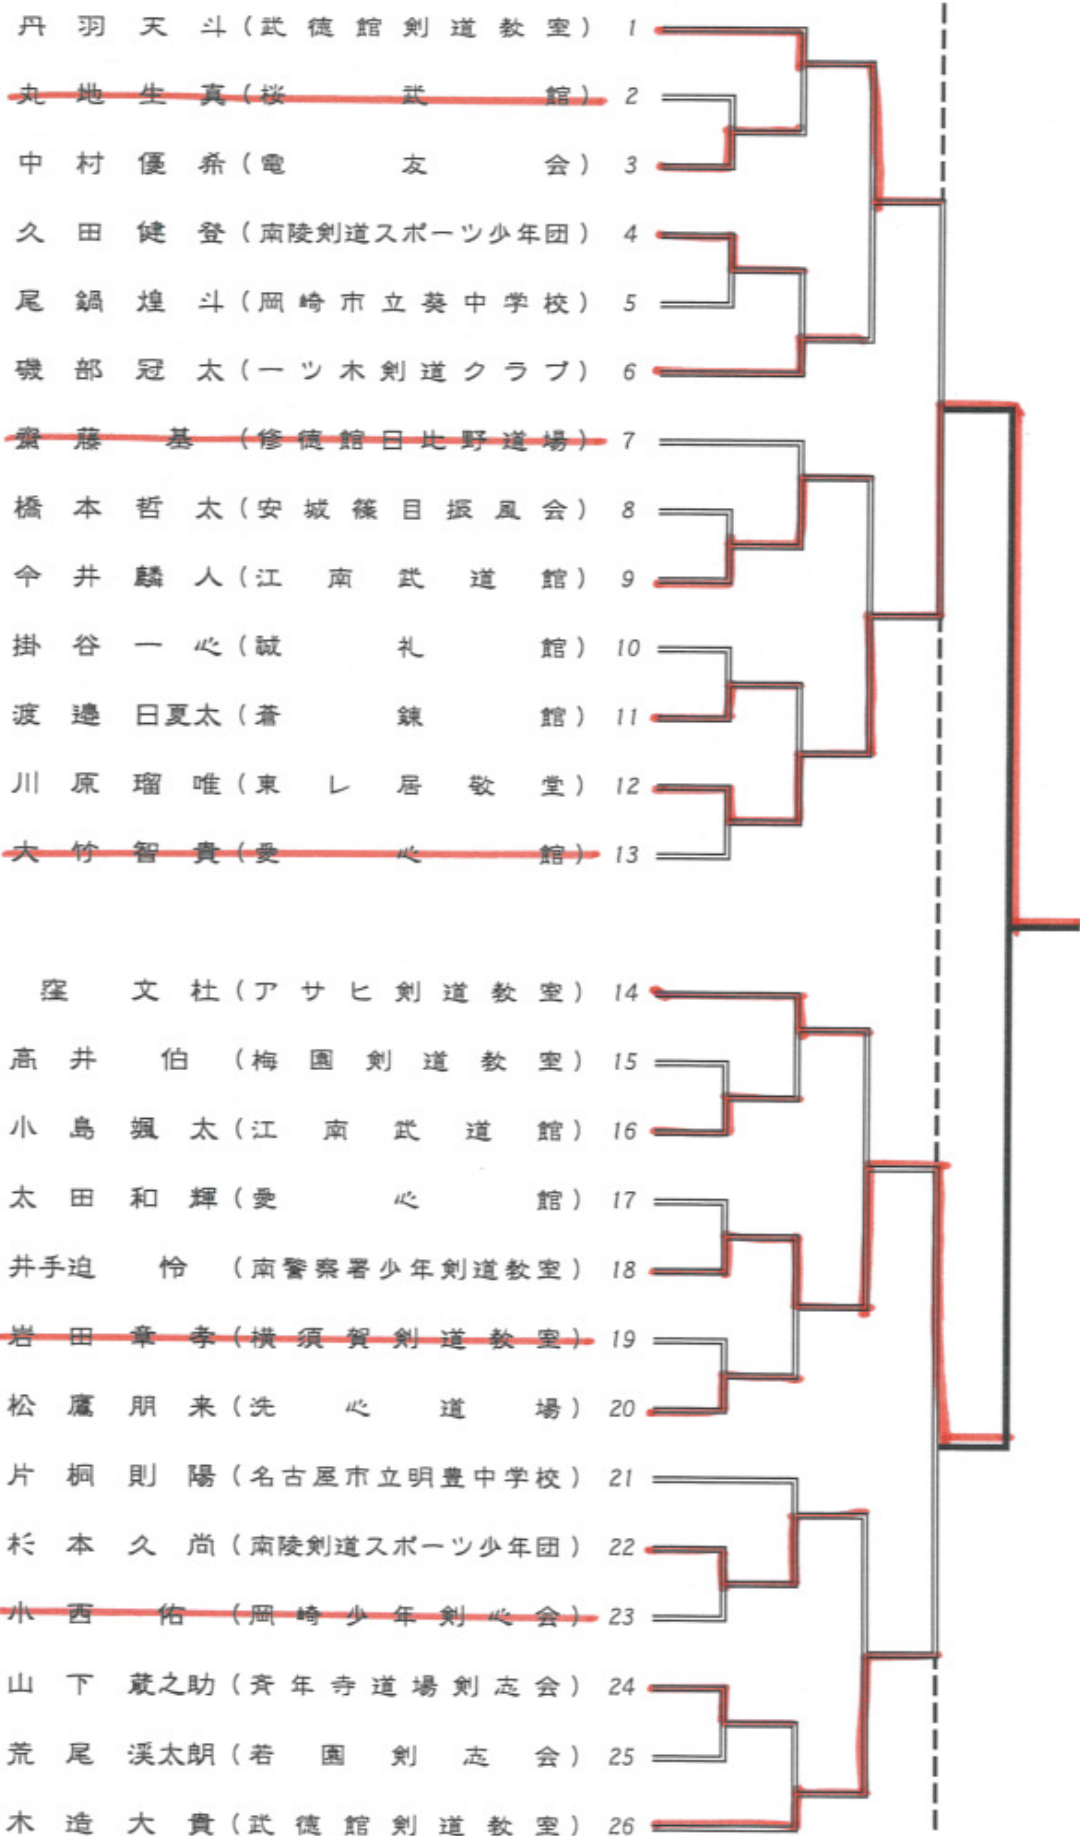 丹羽天斗(武徳館剣道教室) 1
丸地生真(桜武館) 2
中村優希(電友会) 3
久田健登(南陵剣道スポーツ少年団) 4
尾鍋煌斗(岡崎市立葵中学校) 5
磯部冠太(一ツ木剣道クラブ) 6
齋藤基(修徳館日比野道場) 7
橋本哲太(安城篠目振風会) 8
今井麟人(江南武道館) 9
掛谷一心(誠礼館) 10
渡邉日夏太(蒼錬館) 11
川原瑠唯(東レ居敬堂) 12
大竹智貴(愛心館) 13
窪文杜(アサヒ剣道教室) 14
高井伯(梅園剣道教室) 15
小島颯太(江南武道館) 16
太田和輝(愛心館) 17
井手迫怜(南警察署少年剣道教室) 18
岩田章孝(横須賀剣道教室) 19
松鷹朋来(洗心道場) 20
片桐則陽(名古屋市立明豊中学校) 21
杉本久尚(南陵剣道スポーツ少年団) 22
小西佑(岡崎少年剣心会) 23
山下蔵之助(斉年寺道場剣志会) 24
荒尾渓太朗(若園剣志会) 25
木造大貴(武徳館剣道教室) 26